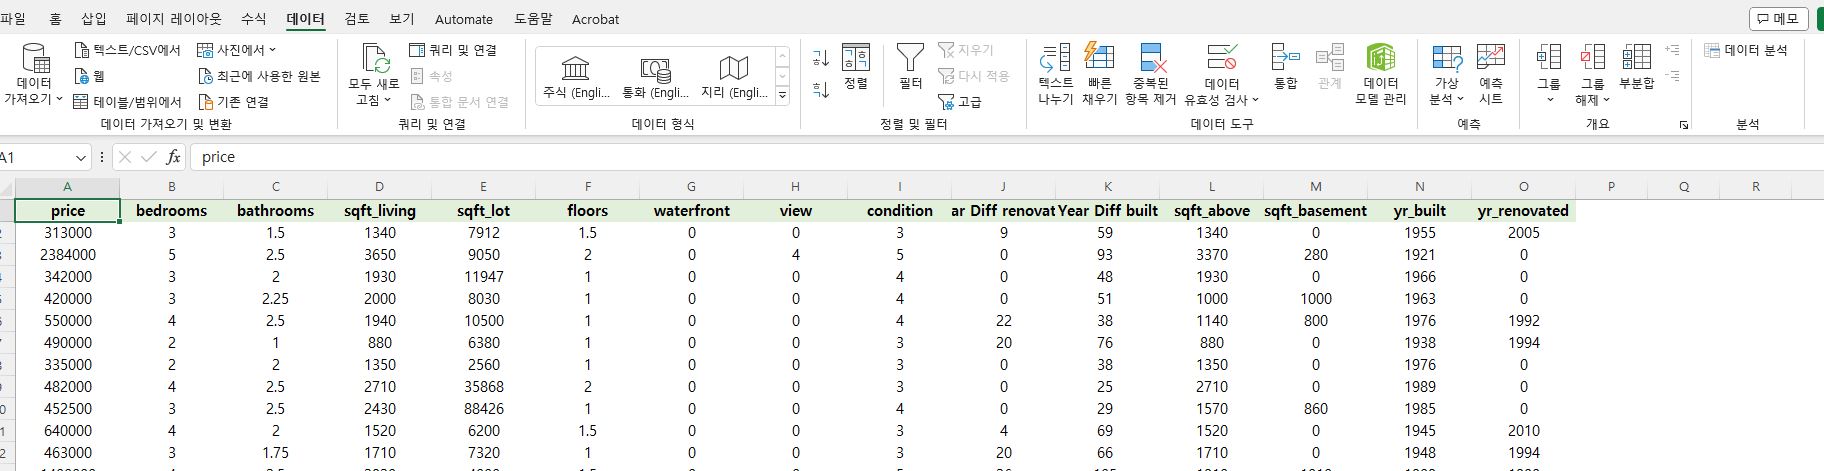 파일 홈 삽입 페이지 레이아웃 수식 데이터 검토 보기 Automate 도움말 Acrobat 메모
데이터 가져오기
텍스트/CSV에서
웹
테이블/범위에서
사진에서
최근에 사용한 원본
기존 연결
데이터 가져오기 및 변환
모두 새로 고침
쿼리 및 연결
속성
통합 문서 연결
쿼리 및 연결
주식 (Engli... 통화 (Engli... 지리 (Engli...
데이터 형식
정렬
필터
지우기
다시 적용
고급
정렬 및 필터
텍스트 나누기
빠른 채우기
중복된 항목 제거
데이터 유효성 검사
통합
관계
데이터 모델 관리
데이터 도구
가상 분석
예측 시트
예측
그룹
그룹 해제
부분합
개요
데이터 분석
분석
A1 fx price
A B C D E F G H I J K L M N O P Q R
price bedrooms bathrooms sqft_living sqft_lot floors waterfront view condition ar Diff renovat Year Diff built sqft_above sqft_basement yr_built yr_renovated
313000 3 1.5 1340 7912 1.5 0 0 3 9 59 1340 0 1955 2005
2384000 5 2.5 3650 9050 2 0 4 5 0 93 3370 280 1921 0
342000 3 2 1930 11947 1 0 0 4 0 48 1930 0 1966 0
420000 3 2.25 2000 8030 1 0 0 4 0 51 1000 1000 1963 0
550000 4 2.5 1940 10500 1 0 0 4 22 38 1140 800 1976 1992
490000 2 1 880 6380 1 0 0 3 20 76 880 0 1938 1994
335000 2 2 1350 2560 1 0 0 3 0 38 1350 0 1976 0
482000 4 2.5 2710 35868 2 0 0 3 0 25 2710 0 1989 0
452500 3 2.5 2430 88426 1 0 0 4 0 29 1570 860 1985 0
640000 4 2 1520 6200 1.5 0 0 3 4 69 1520 0 1945 2010
463000 3 1.75 1710 7320 1 0 0 3 20 66 1710 0 1948 1994